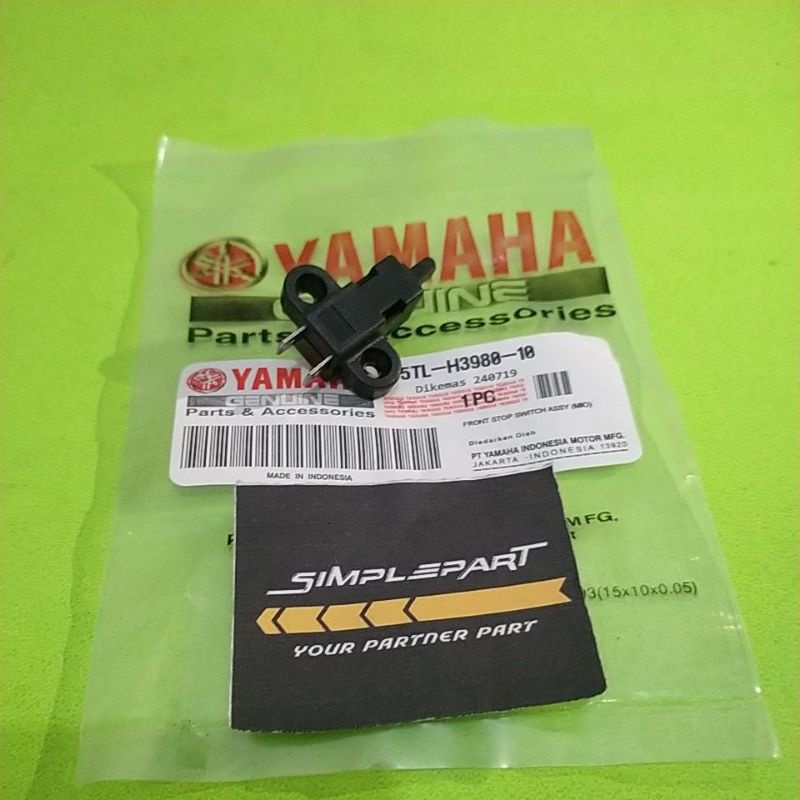 YAMAHA
GENUINE
Parts & Accessories
YAMAHA
GENUINE
Parts & Accessories
5TL-H3980-10
Dikemas 240719
1PC
FRONT STOP SWITCH ASSY (MIO)
Diedarkan Oleh
PT YAMAHA INDONESIA MOTOR MFG.
JAKARTA -INDONESIA 13920
MADE IN INDONESIA
MFG.
93(15x10x0.05)
SIMPLEPART
YOUR PARTNER PART